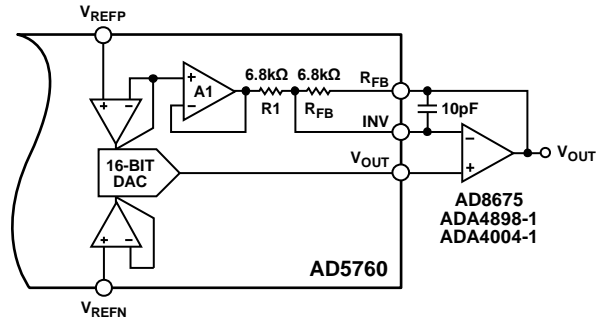 VREFP
6.8kΩ 6.8kΩ
RFB
A1
R1 RFB
10pF
INV
16-BIT
DAC
VOUT
VOUT
AD8675
ADA4898-1
ADA4004-1
AD5760
VREFN